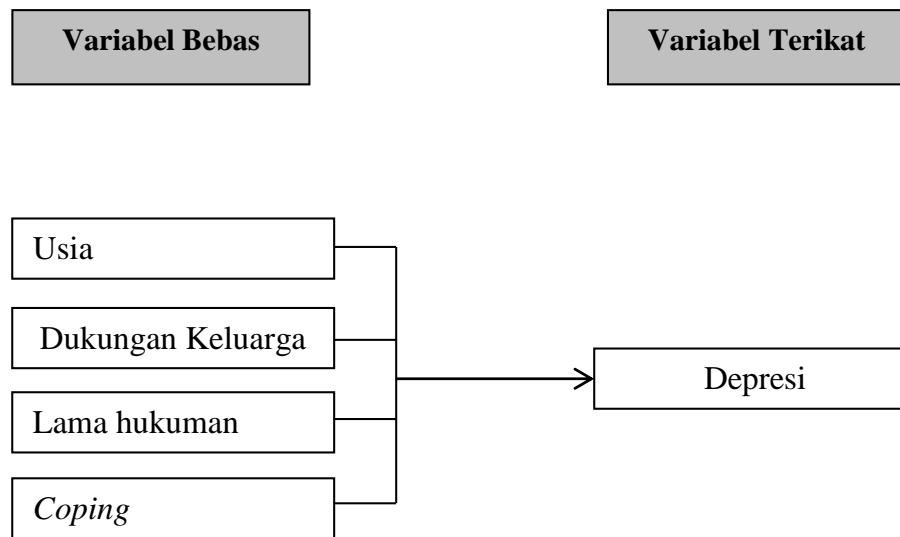 Variabel Bebas
Variabel Terikat
Usia
Dukungan Keluarga
Depresi
Lama hukuman
Coping